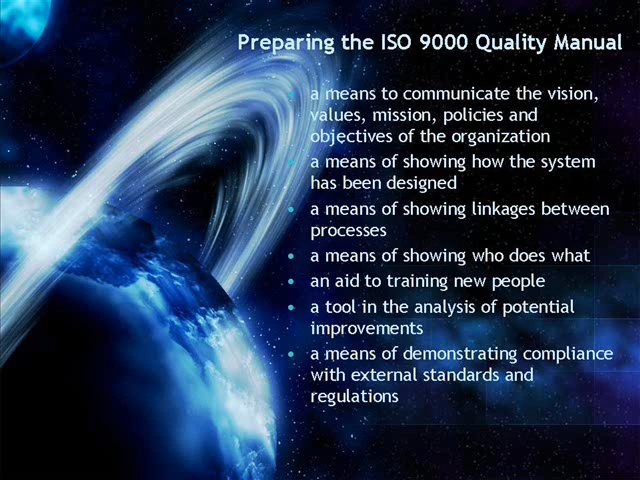 Preparing the ISO 9000 Quality Manual
• a means to communicate the vision,
values, mission, policies and
objectives of the organization
• a means of showing how the system
has been designed
• a means of showing linkages between
processes
• a means of showing who does what
• an aid to training new people
• a tool in the analysis of potential
improvements
• a means of demonstrating compliance
with external standards and
regulations